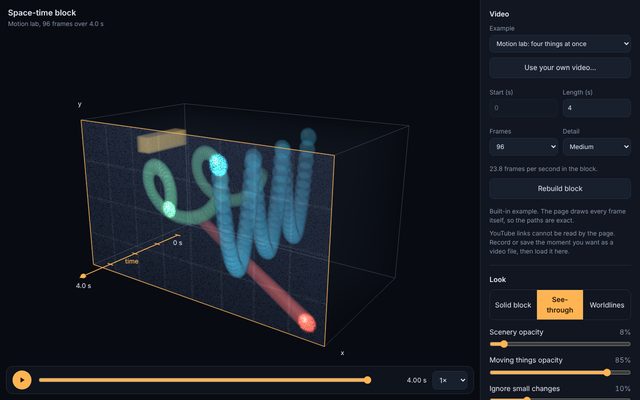 Space-time block
Motion lab, 96 frames over 4.0 s
y
0 s
time
4.0 s
x
4.00 s
1×
Video
Example
Motion lab: four things at once
Use your own video...
Start (s)
Length (s)
0
4
Frames
Detail
96
Medium
23.8 frames per second in the block.
Rebuild block
Built-in example. The page draws every frame
itself, so the paths are exact.
YouTube links cannot be read by the page.
Record or save the moment you want as a
video file, then load it here.
Look
Solid block
See-
through
Worldlines
Scenery opacity
8%
Moving things opacity
85%
Ignore small changes
10%